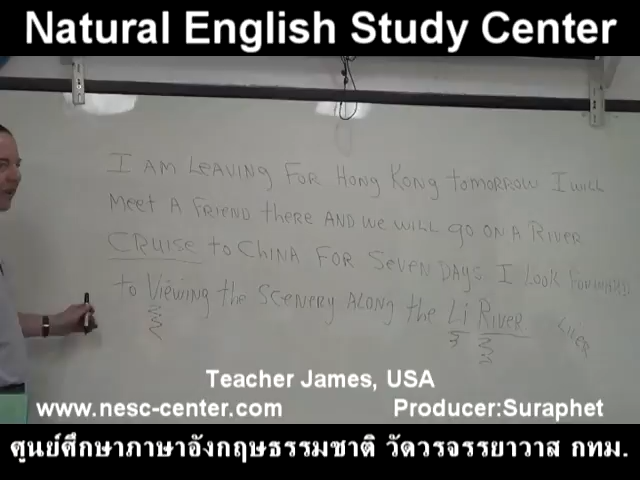 Natural English Study Center
I AM LEAVING FOR HONG KONG tomorrow I WILL
Meet A FRIEND there AND we WILL go ON A RIVER
CRUISE to CHINA FOR SEVEN DAYS. I LOOK FORWARD
to VIEWING the SCENERY ALONG the LI RIVER
LIVER
Teacher James, USA
www.nesc-center.com Producer:Suraphet
ศูนย์ศึกษาภาษาอังกฤษธรรมชาติ วัดวรจรรยาวาส กทม.